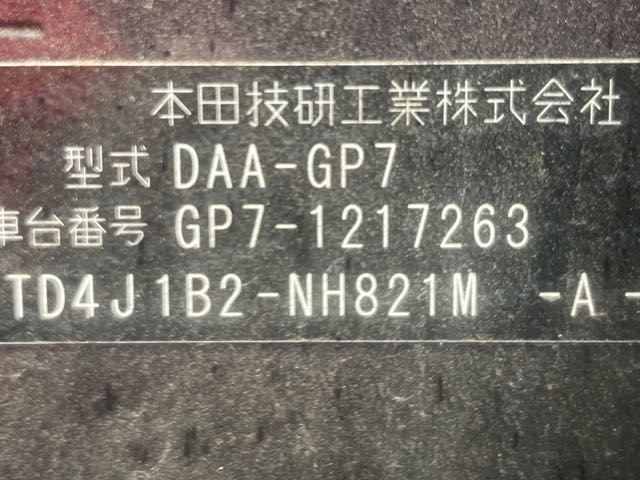 本田技研工業株式会社
型式 DAA-GP7
車台番号 GP7-1217263
TD4J1B2-NH821M -A -